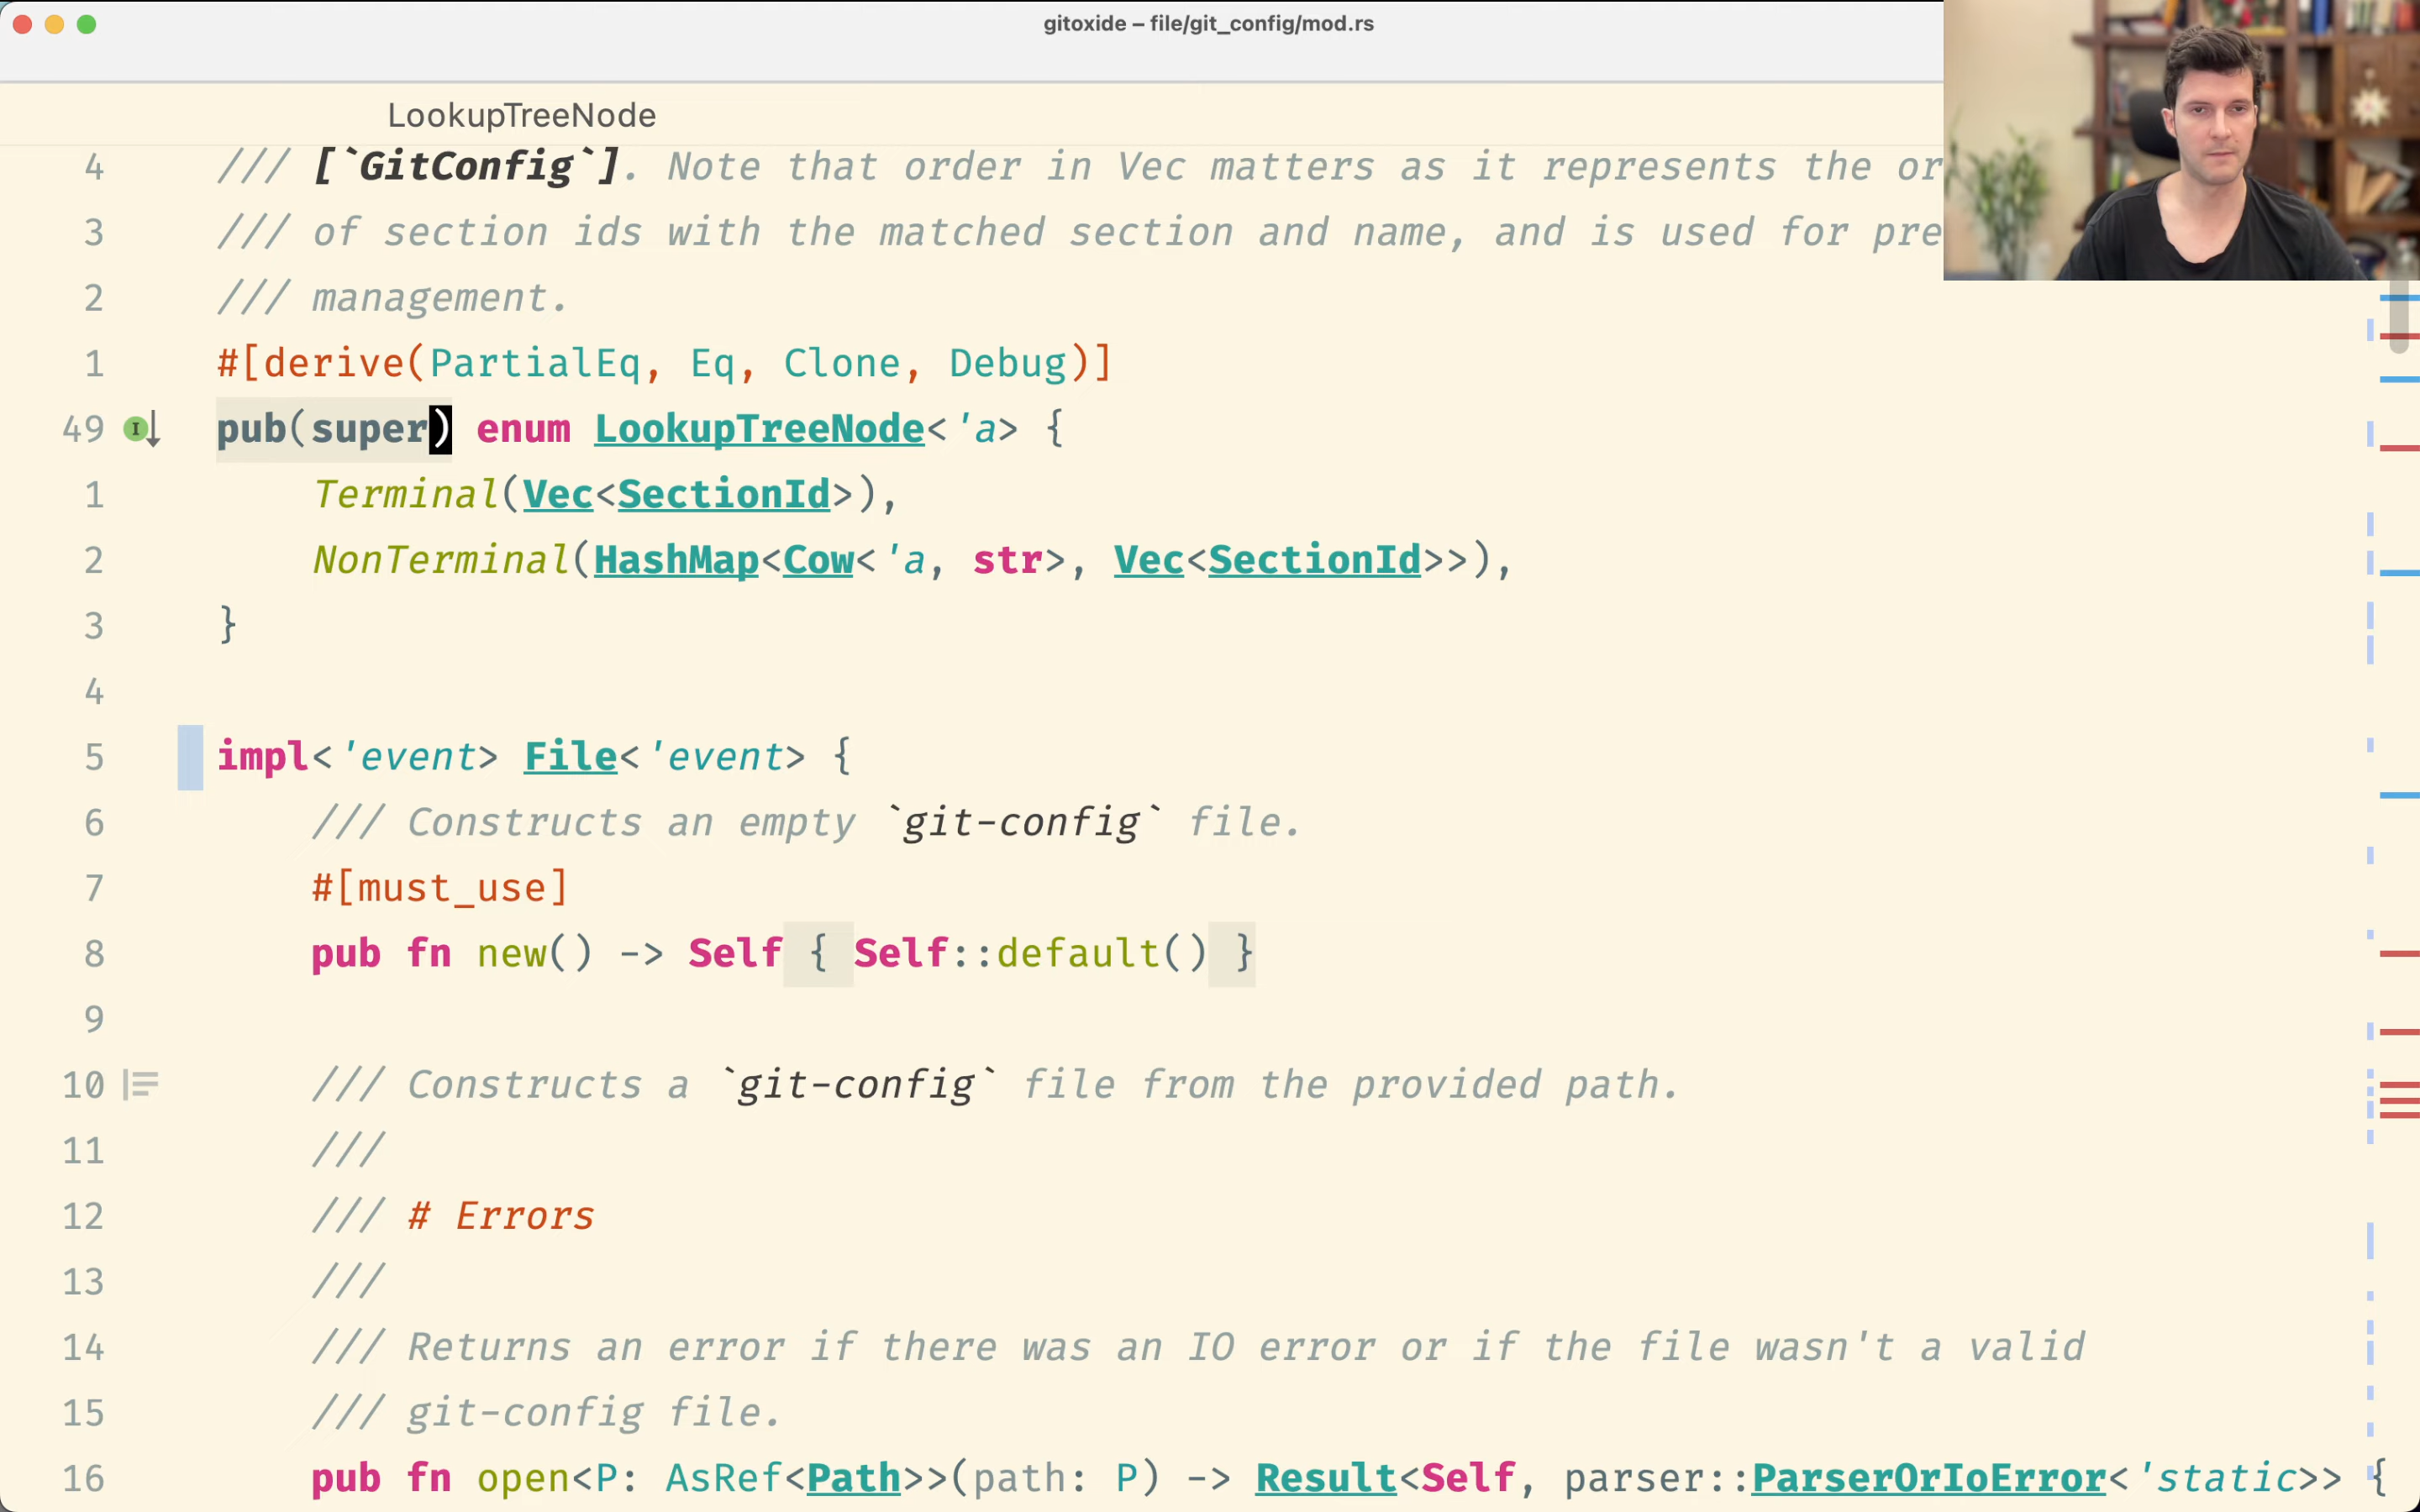 gitoxide – file/git_config/mod.rs
LookupTreeNode
4 /// [`GitConfig`]. Note that order in Vec matters as it represents the or
3 /// of section ids with the matched section and name, and is used for pre
2 /// management.
1 #[derive(PartialEq, Eq, Clone, Debug)]
49 pub(super) enum LookupTreeNode<'a> {
1 Terminal(Vec<SectionId>),
2 NonTerminal(HashMap<Cow<'a, str>, Vec<SectionId>>),
3 }
4
5 impl<'event> File<'event> {
6 /// Constructs an empty `git-config` file.
7 #[must_use]
8 pub fn new() -> Self { Self::default() }
9
10 /// Constructs a `git-config` file from the provided path.
11 ///
12 /// # Errors
13 ///
14 /// Returns an error if there was an IO error or if the file wasn't a valid
15 /// git-config file.
16 pub fn open<P: AsRef<Path>>(path: P) -> Result<Self, parser::ParserOrIoError<'static>> {